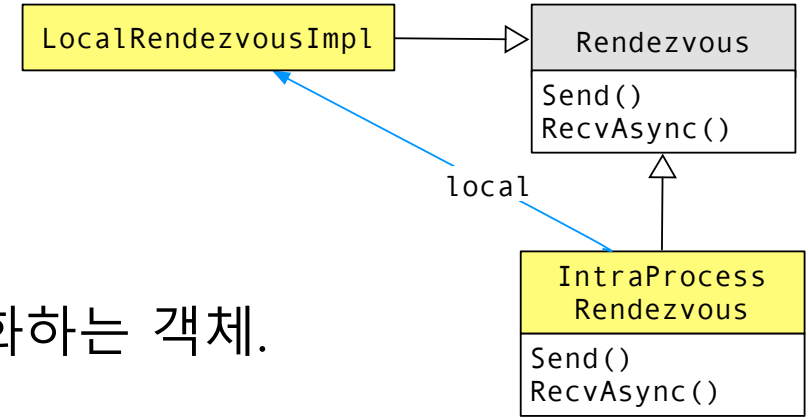 LocalRendezvousImpl
Rendezvous
Send()
RecvAsync()
local
IntraProcess
Rendezvous
Send()
RecvAsync()
화하는 객체.